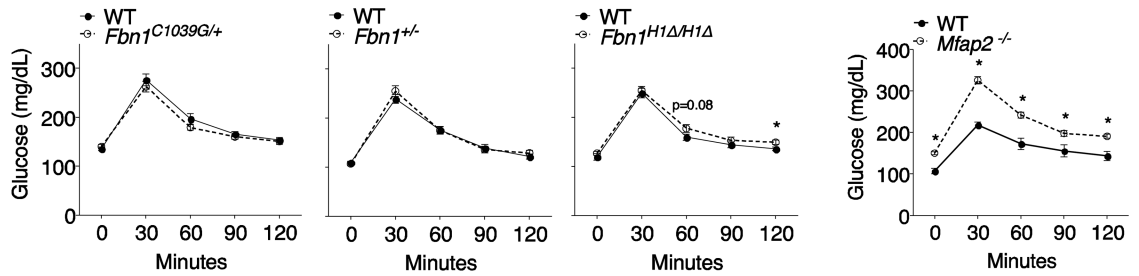 WT
Fbn1C1039G/+
Glucose (mg/dL)
300
200
100
0
0 30 60 90 120
Minutes
WT
Fbn1+/-
0 30 60 90 120
Minutes
WT
Fbn1H1Δ/H1Δ
p=0.08
*
0 30 60 90 120
Minutes
WT
Mfap2 -/-
Glucose (mg/dL)
400
300
200
100
0
* * * * *
0 30 60 90 120
Minutes